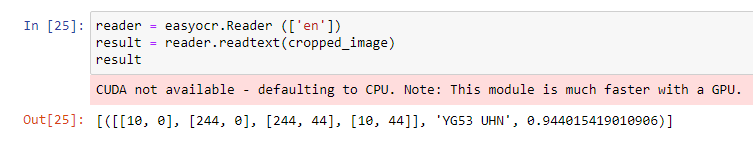 In [25]: reader = easyocr.Reader (['en'])
result = reader.readtext(cropped_image)
result
CUDA not available - defaulting to CPU. Note: This module is much faster with a GPU.
Out[25]: [([[10, 0], [244, 0], [244, 44], [10, 44]], 'YG53 UHN', 0.944015419010906)]